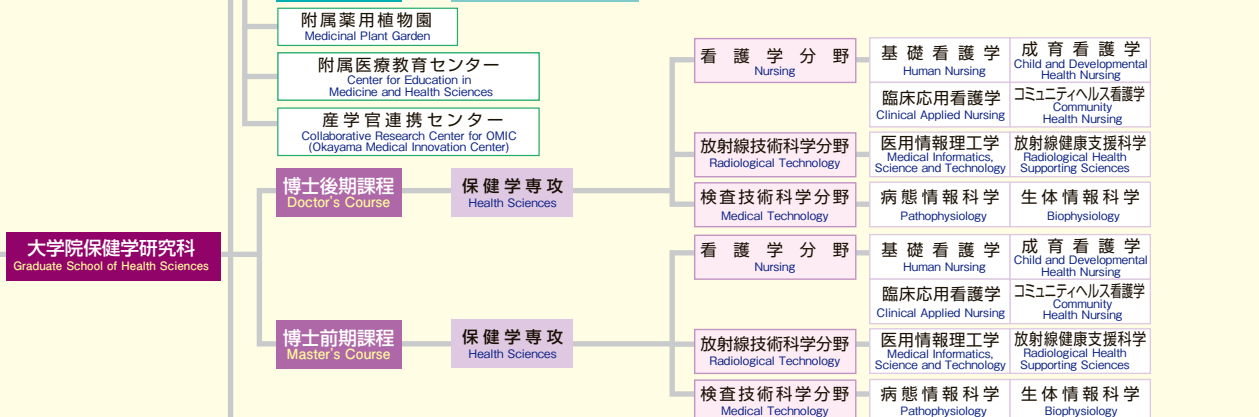 附属薬用植物園
Medicinal Plant Garden
附属医療教育センター
Center for Education in
Medicine and Health Sciences
産学官連携センター
Collaborative Research Center for OMIC
(Okayama Medical Innovation Center)
大学院保健学研究科
Graduate School of Health Sciences
博士後期課程
Doctor's Course
保健学専攻
Health Sciences
看護学分野
Nursing
基礎看護学
Human Nursing
成育看護学
Child and Developmental
Health Nursing
臨床応用看護学
Clinical Applied Nursing
コミュニティヘルス看護学
Community
Health Nursing
放射線技術科学分野
Radiological Technology
医用情報理工学
Medical Informatics,
Science and Technology
放射線健康支援科学
Radiological Health
Supporting Sciences
検査技術科学分野
Medical Technology
病態情報科学
Pathophysiology
生体情報科学
Biophysiology
博士前期課程
Master's Course
保健学専攻
Health Sciences
看護学分野
Nursing
基礎看護学
Human Nursing
成育看護学
Child and Developmental
Health Nursing
臨床応用看護学
Clinical Applied Nursing
コミュニティヘルス看護学
Community
Health Nursing
放射線技術科学分野
Radiological Technology
医用情報理工学
Medical Informatics,
Science and Technology
放射線健康支援科学
Radiological Health
Supporting Sciences
検査技術科学分野
Medical Technology
病態情報科学
Pathophysiology
生体情報科学
Biophysiology